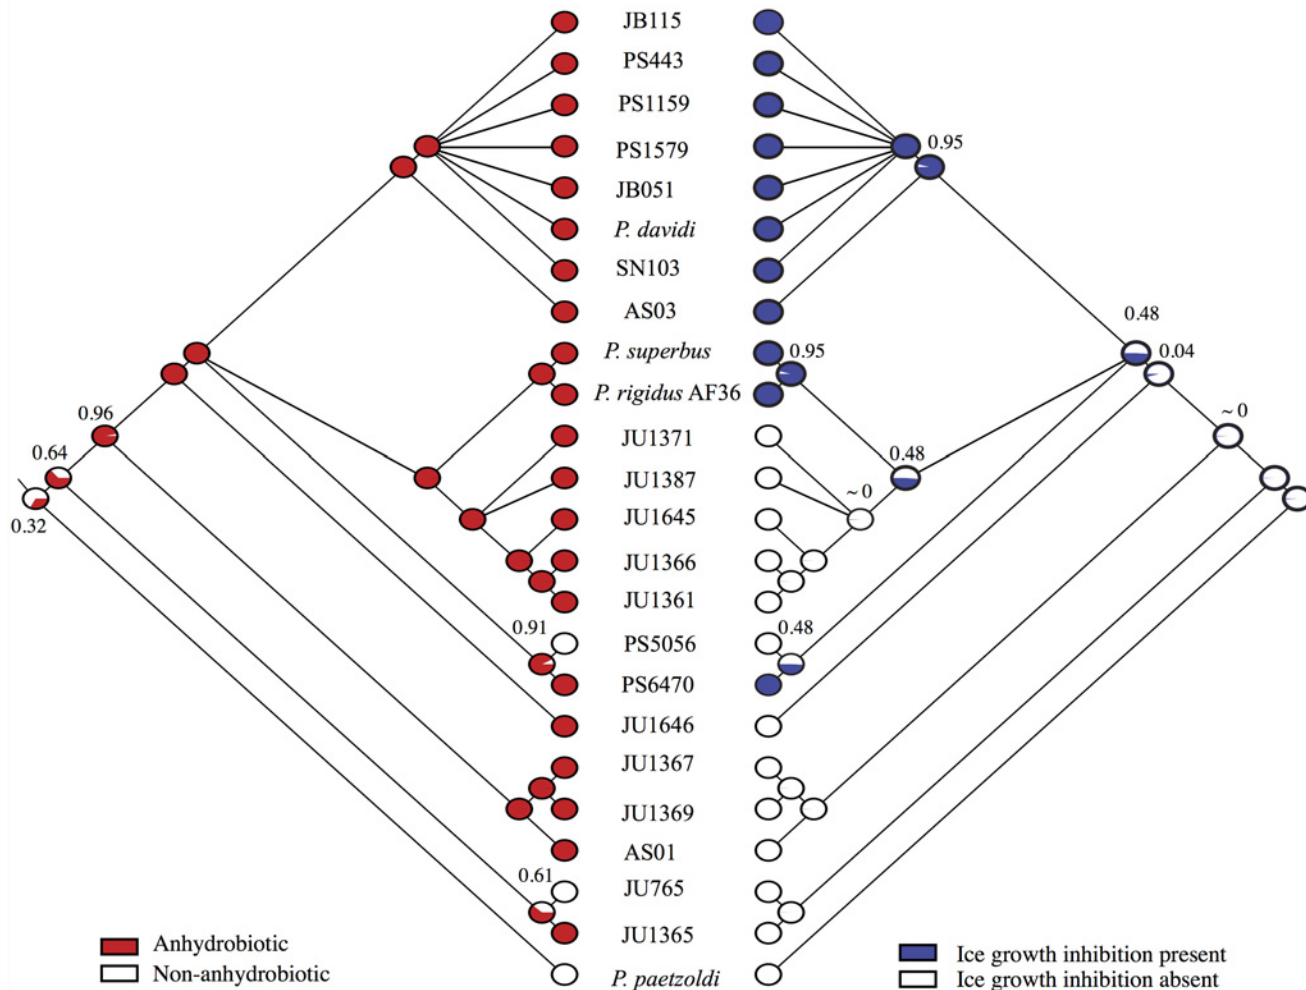 JB115
PS443
PS1159
0.95
PS1579
JB051
P. davidi
SN103
AS03
0.48
P. superbus
0.95
0.04
P. rigidus AF36
0.96
JU1371
~ 0
0.64
JU1387
0.48
~ 0
0.32
JU1645
JU1366
JU1361
0.91
PS5056
0.48
PS6470
JU1646
JU1367
JU1369
AS01
0.61
JU765
JU1365
P. paetzoldi
Anhydrobiotic
Non-anhydrobiotic
Ice growth inhibition present
Ice growth inhibition absent